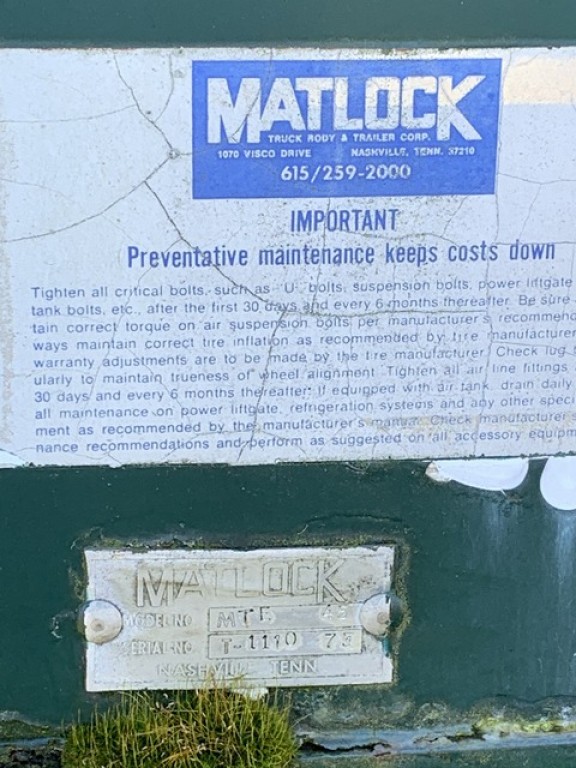 MATLOCK
TRUCK BODY & TRAILER CORP.
1070 VISCO DRIVE NASHVILLE, TENN. 37210
615/259-2000
IMPORTANT
Preventative maintenance keeps costs down
Tighten all critical bolts, such as "U" bolts, suspension bolts, power liftgate
tank bolts, etc., after the first 30 days and every 6 months thereafter. Be sure
tain correct torque on air suspension bolts per manufacturer's recommend
ways maintain correct tire inflation as recommended by tire manufacturer
warranty adjustments are to be made by the tire manufacturer. Check lug
ularly to maintain trueness of wheel alignment. Tighten all air line fittings
30 days and every 6 months thereafter. If equipped with air tank, drain daily
all maintenance on power liftgate, refrigeration systems and any other speci
ment as recommended by the manufacturer's manual. Check manufacturer
nance recommendations and perform as suggested on all accessory equipm
MATLOCK
MODEL NO
SERIAL NO T-1110 75
NASHVILLE TENN